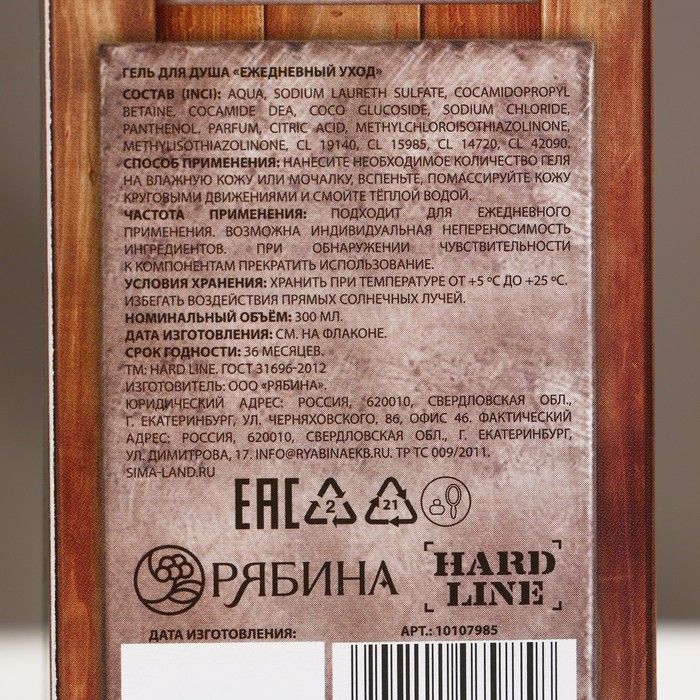 ГЕЛЬ ДЛЯ ДУША «ЕЖЕДНЕВНЫЙ УХОД»
СОСТАВ (INCI): AQUA, SODIUM LAURETH SULFATE, COCAMIDOPROPYL
BETAINE, COCAMIDE DEA, COCO GLUCOSIDE, SODIUM CHLORIDE,
PANTHENOL, PARFUM, CITRIC ACID, METHYLCHLOROISOTHIAZOLINONE,
METHYLISOTHIAZOLINONE, CL 19140, CL 15985, CL 14720, CL 42090.
СПОСОБ ПРИМЕНЕНИЯ: НАНЕСИТЕ НЕОБХОДИМОЕ КОЛИЧЕСТВО ГЕЛЯ
НА ВЛАЖНУЮ КОЖУ ИЛИ МОЧАЛКУ, ВСПЕНЬТЕ, ПОМАССИРУЙТЕ КОЖУ
КРУГОВЫМИ ДВИЖЕНИЯМИ И СМОЙТЕ ТЁПЛОЙ ВОДОЙ.
ЧАСТОТА ПРИМЕНЕНИЯ: ПОДХОДИТ ДЛЯ ЕЖЕДНЕВНОГО
ПРИМЕНЕНИЯ. ВОЗМОЖНА ИНДИВИДУАЛЬНАЯ НЕПЕРЕНОСИМОСТЬ
ИНГРЕДИЕНТОВ. ПРИ ОБНАРУЖЕНИИ ЧУВСТВИТЕЛЬНОСТИ
К КОМПОНЕНТАМ ПРЕКРАТИТЬ ИСПОЛЬЗОВАНИЕ.
УСЛОВИЯ ХРАНЕНИЯ: ХРАНИТЬ ПРИ ТЕМПЕРАТУРЕ ОТ +5 ºС ДО +25 ºС.
ИЗБЕГАТЬ ВОЗДЕЙСТВИЯ ПРЯМЫХ СОЛНЕЧНЫХ ЛУЧЕЙ.
НОМИНАЛЬНЫЙ ОБЪЁМ: 300 МЛ.
ДАТА ИЗГОТОВЛЕНИЯ: СМ. НА ФЛАКОНЕ.
СРОК ГОДНОСТИ: 36 МЕСЯЦЕВ.
ТМ: HARD LINE. ГОСТ 31696-2012
ИЗГОТОВИТЕЛЬ: ООО «РЯБИНА».
ЮРИДИЧЕСКИЙ АДРЕС: РОССИЯ, 620010, СВЕРДЛОВСКАЯ ОБЛ.,
Г. ЕКАТЕРИНБУРГ, УЛ. ЧЕРНЯХОВСКОГО, 86, ОФИС 46. ФАКТИЧЕСКИЙ
АДРЕС: РОССИЯ, 620010, СВЕРДЛОВСКАЯ ОБЛ., Г. ЕКАТЕРИНБУРГ,
УЛ. ДИМИТРОВА, 17. INFO@RYABINAEKB.RU. ТР ТС 009/2011.
SIMA-LAND.RU
ЕАС 2 21
РЯБИНА
HARD
LINE
ДАТА ИЗГОТОВЛЕНИЯ: АРТ.: 10107985